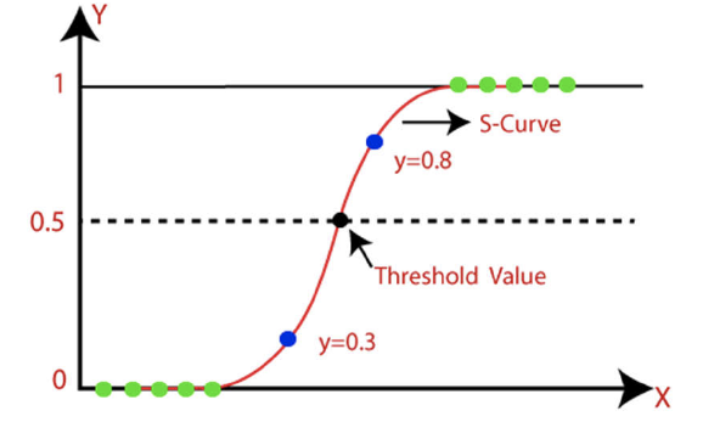 Y
1
S-Curve
y=0.8
0.5
Threshold Value
y=0.3
0
X